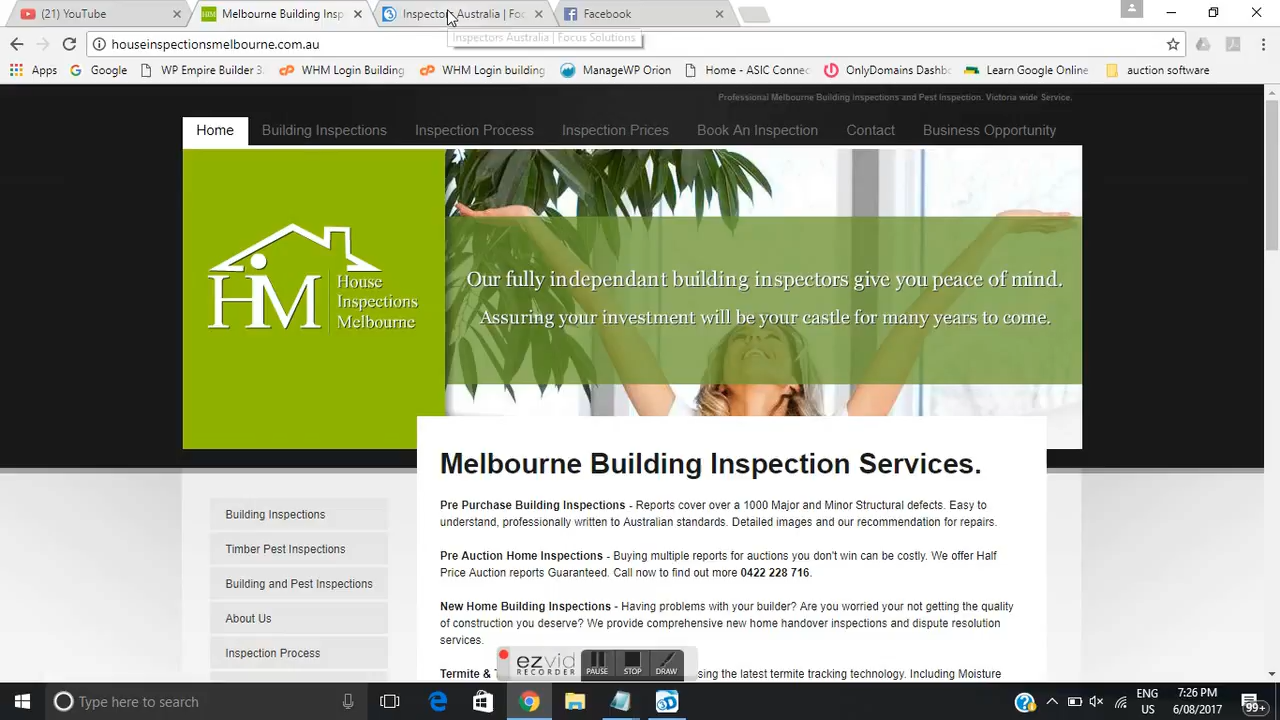 (21) YouTube
Melbourne Building Insp
Inspectors Australia | Foc
Facebook
houseinspectionsmelbourne.com.au
Inspectors Australia | Focus Solutions
Apps
Google
WP Empire Builder 3.
WHM Login Building
WHM Login building
ManageWP Orion
Home - ASIC Connec
OnlyDomains Dashb
Learn Google Online
auction software
Professional Melbourne Building Inspections and Pest Inspection. Victoria wide Service.
Home
Building Inspections
Inspection Process
Inspection Prices
Book An Inspection
Contact
Business Opportunity
HiM
House
Inspections
Melbourne
Our fully independant building inspectors give you peace of mind.
Assuring your investment will be your castle for many years to come.
Melbourne Building Inspection Services.
Pre Purchase Building Inspections - Reports cover over a 1000 Major and Minor Structural defects. Easy to
understand, professionally written to Australian standards. Detailed images and our recommendation for repairs.
Pre Auction Home Inspections - Buying multiple reports for auctions you don't win can be costly. We offer Half
Price Auction reports Guaranteed. Call now to find out more 0422 228 716.
New Home Building Inspections - Having problems with your builder? Are you worried your not getting the quality
of construction you deserve? We provide comprehensive new home handover inspections and dispute resolution
services.
Termite & T
sing the latest termite tracking technology. Including Moisture
Building Inspections
Timber Pest Inspections
Building and Pest Inspections
About Us
Inspection Process
ezvid
RECORDER
PAUSE
STOP
DRAW
Type here to search
ENG
US
7:26 PM
6/08/2017
99+